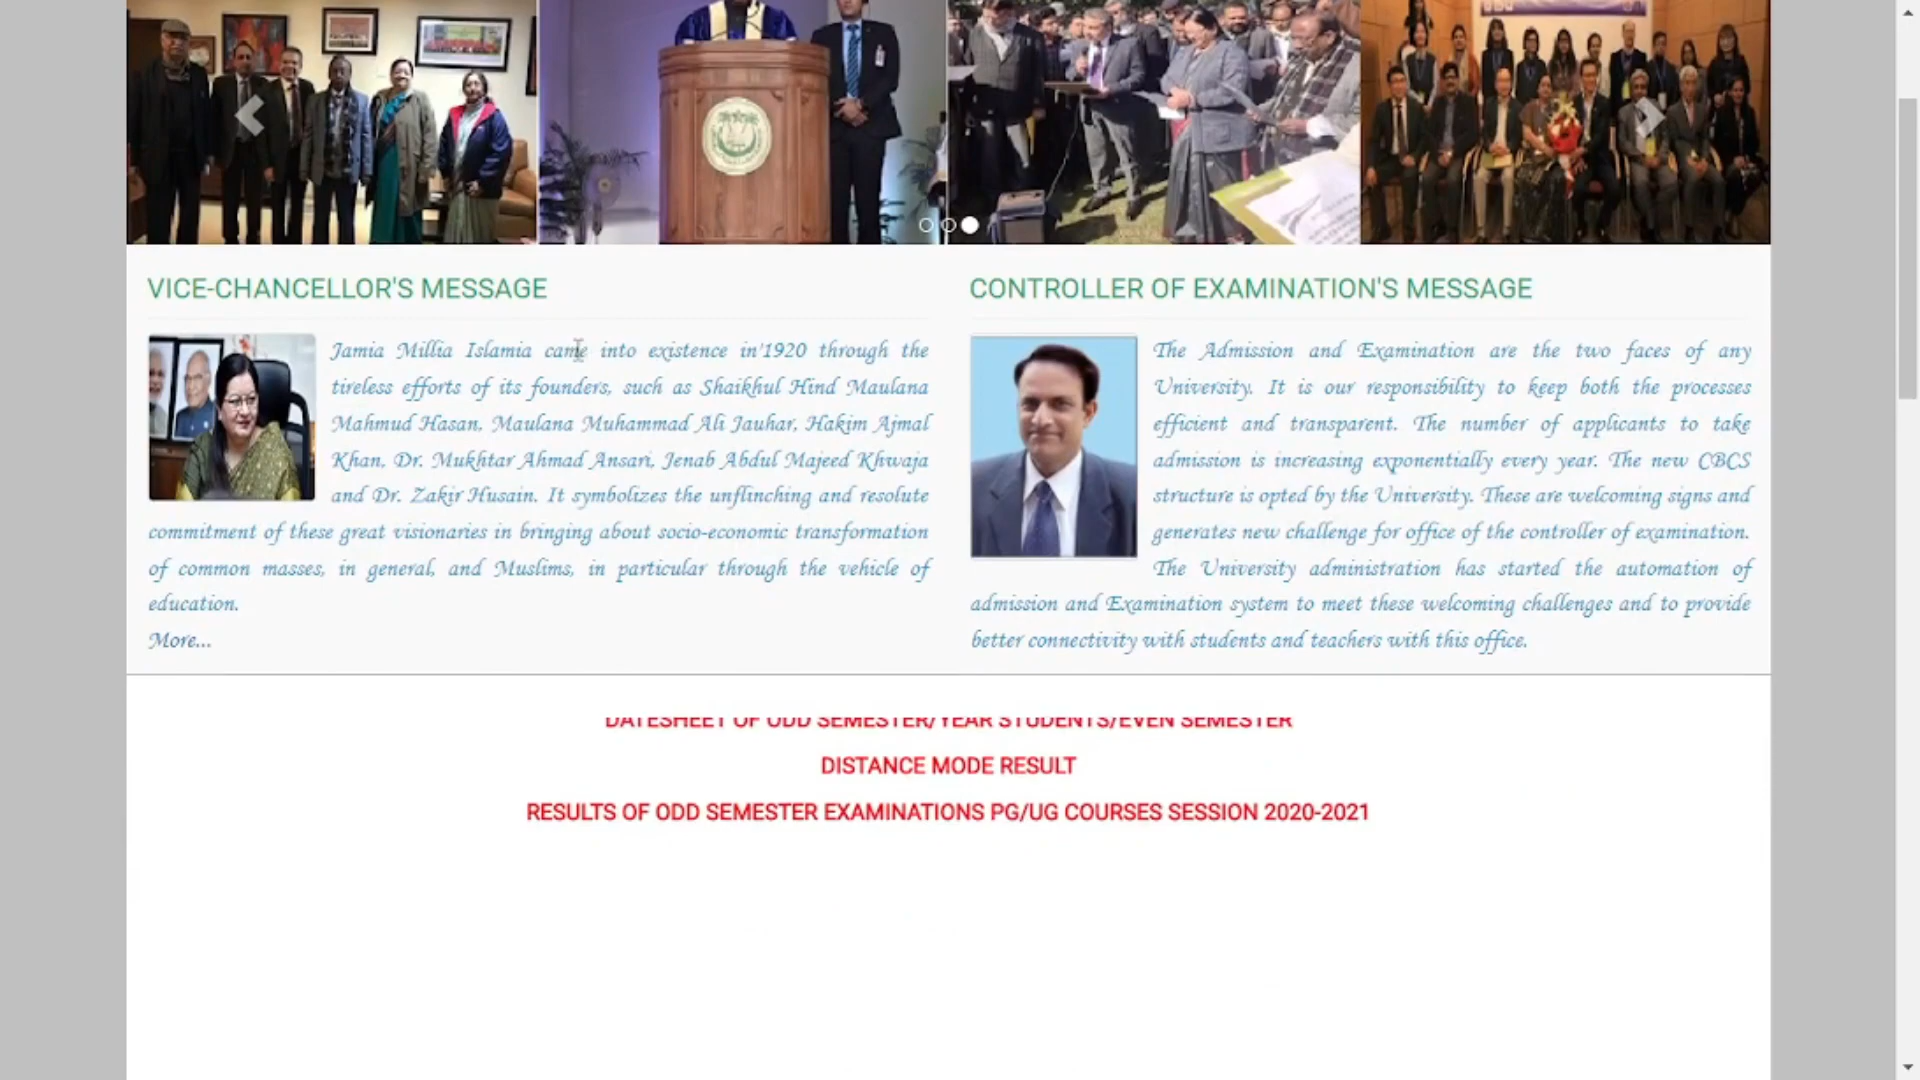 VICE-CHANCELLOR'S MESSAGE
Jamia Millia Islamia came into existence in'1920 through the
tireless efforts of its founders, such as Shaikhul Hind Maulana
Mahmud Hasan, Maulana Muhammad Ali Jauhar, Hakim Ajmal
Khan, Dr. Mukhtar Ahmad Ansari, Jenab Abdul Majeed Khwaja
and Dr. Zakir Husain. It symbolizes the unflinching and resolute
commitment of these great visionaries in bringing about socio-economic transformation
of common masses, in general, and Muslims, in particular through the vehicle of
education.
More...
CONTROLLER OF EXAMINATION'S MESSAGE
The Admission and Examination are the two faces of any
University. It is our responsibility to keep both the processes
efficient and transparent. The number of applicants to take
admission is increasing exponentially every year. The new CBCS
structure is opted by the University. These are welcoming signs and
generates new challenge for office of the controller of examination.
The University administration has started the automation of
admission and Examination system to meet these welcoming challenges and to provide
better connectivity with students and teachers with this office.
DATESHEET OF ODD SEMESTER/YEAR STUDENTS/EVEN SEMESTER
DISTANCE MODE RESULT
RESULTS OF ODD SEMESTER EXAMINATIONS PG/UG COURSES SESSION 2020-2021